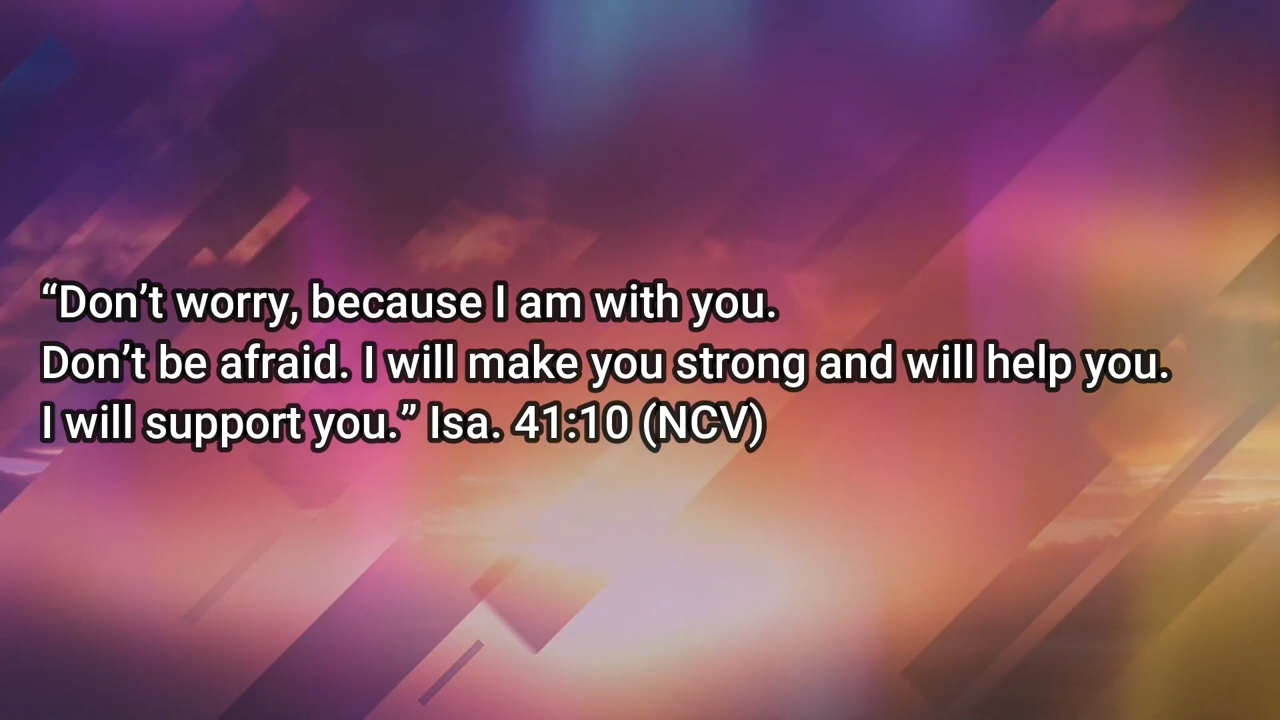 “Don’t worry, because I am with you.
Don’t be afraid. I will make you strong and will help you.
I will support you.” Isa. 41:10 (NCV)